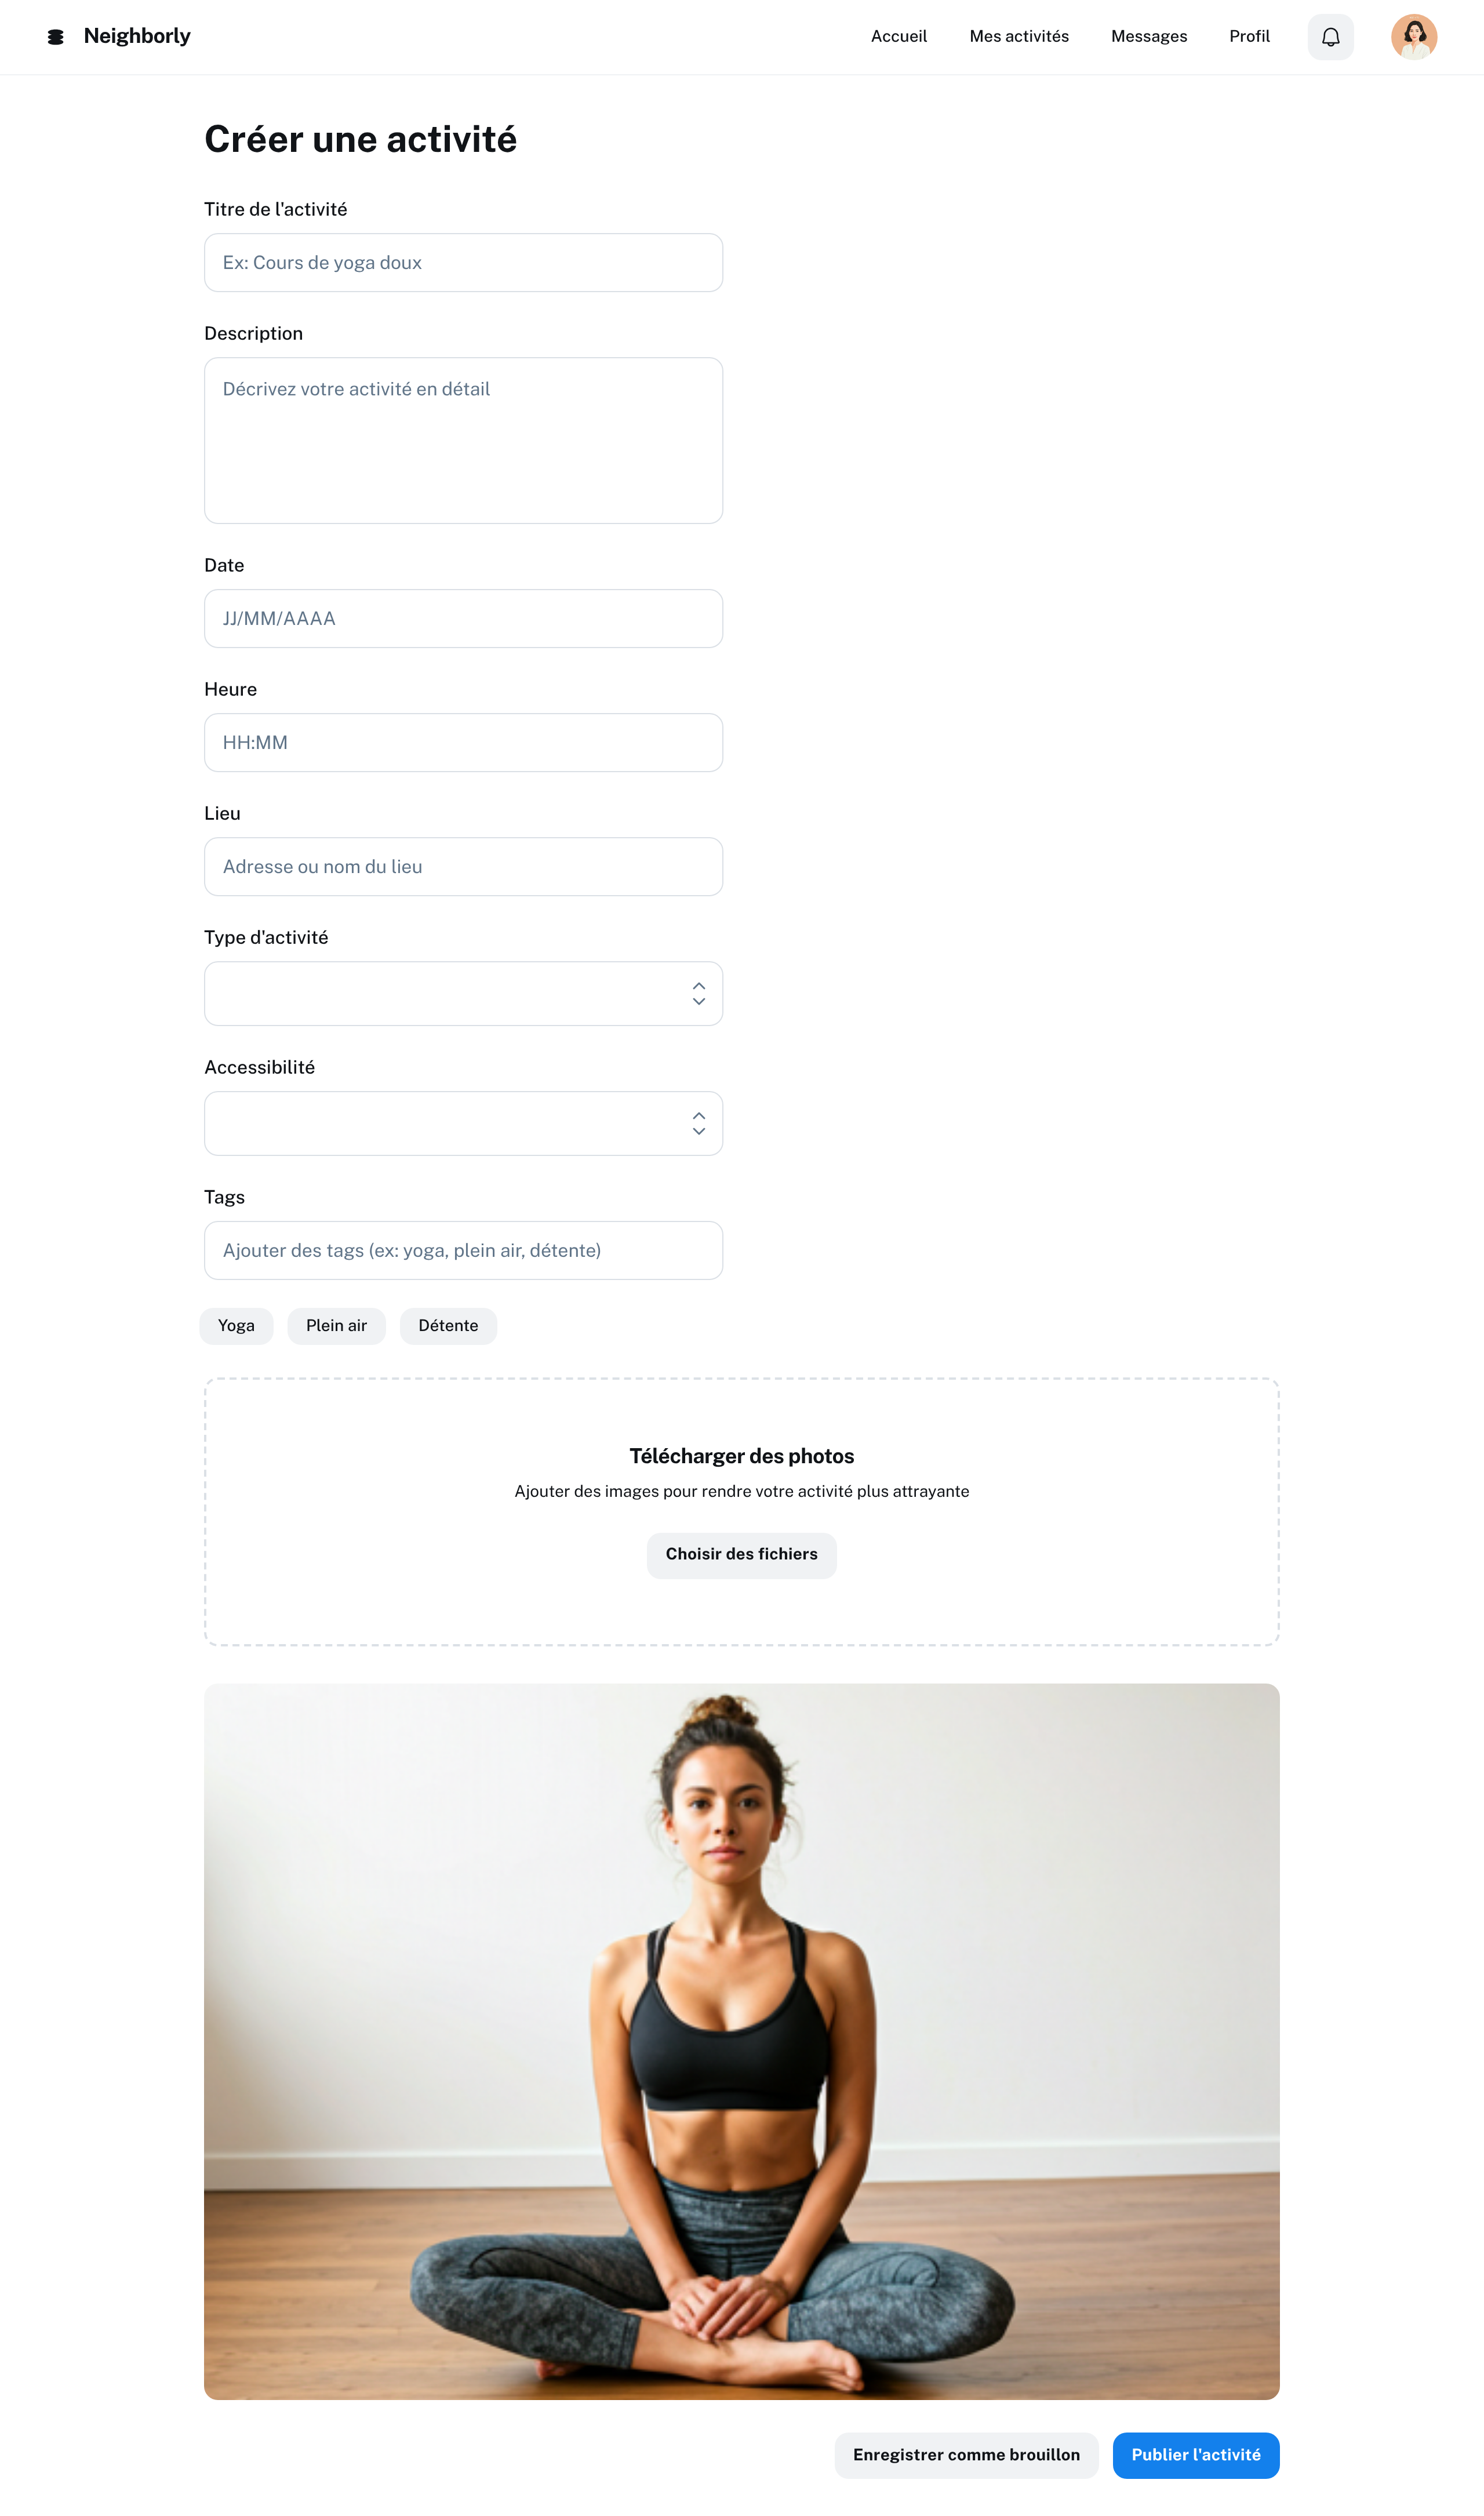 Neighborly
Accueil
Mes activités
Messages
Profil
Créer une activité
Titre de l'activité
Ex: Cours de yoga doux
Description
Décrivez votre activité en détail
Date
JJ/MM/AAAA
Heure
HH:MM
Lieu
Adresse ou nom du lieu
Type d'activité
Accessibilité
Tags
Ajouter des tags (ex: yoga, plein air, détente)
Yoga
Plein air
Détente
Télécharger des photos
Ajouter des images pour rendre votre activité plus attrayante
Choisir des fichiers
Enregistrer comme brouillon
Publier l'activité